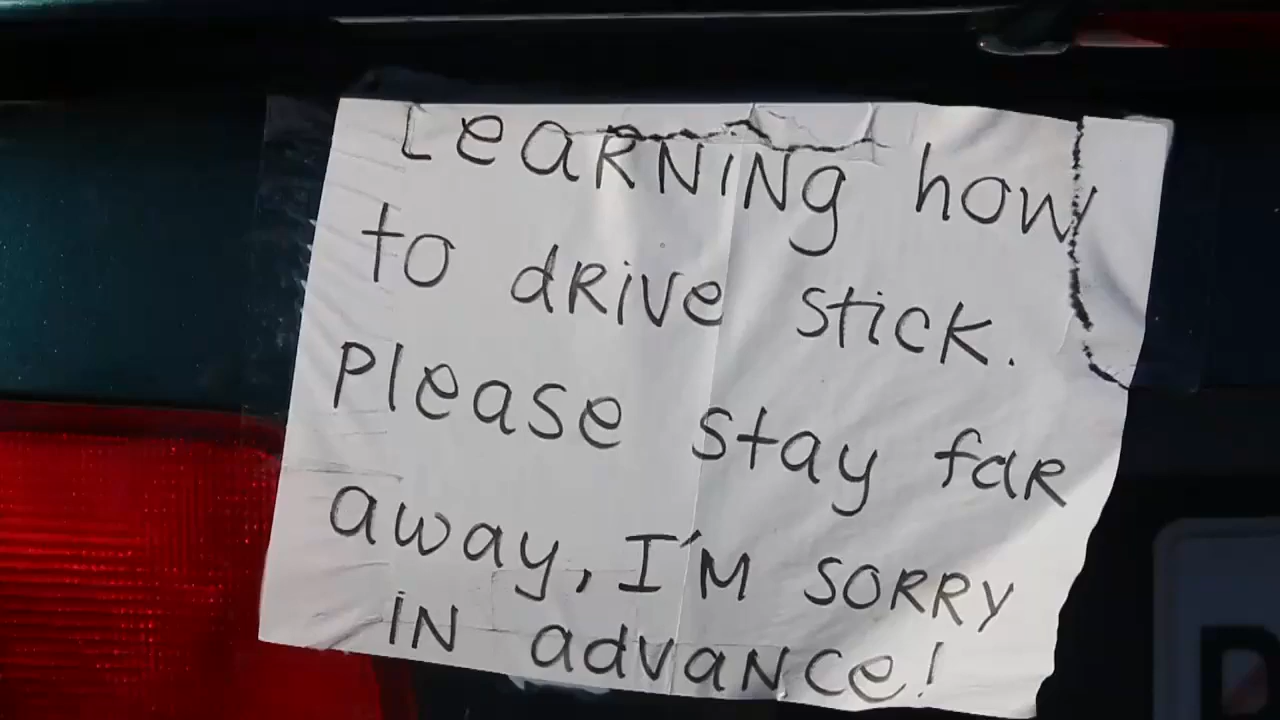 Learning how
to drive stick.
Please stay far
away, I'm sorry
in advance!